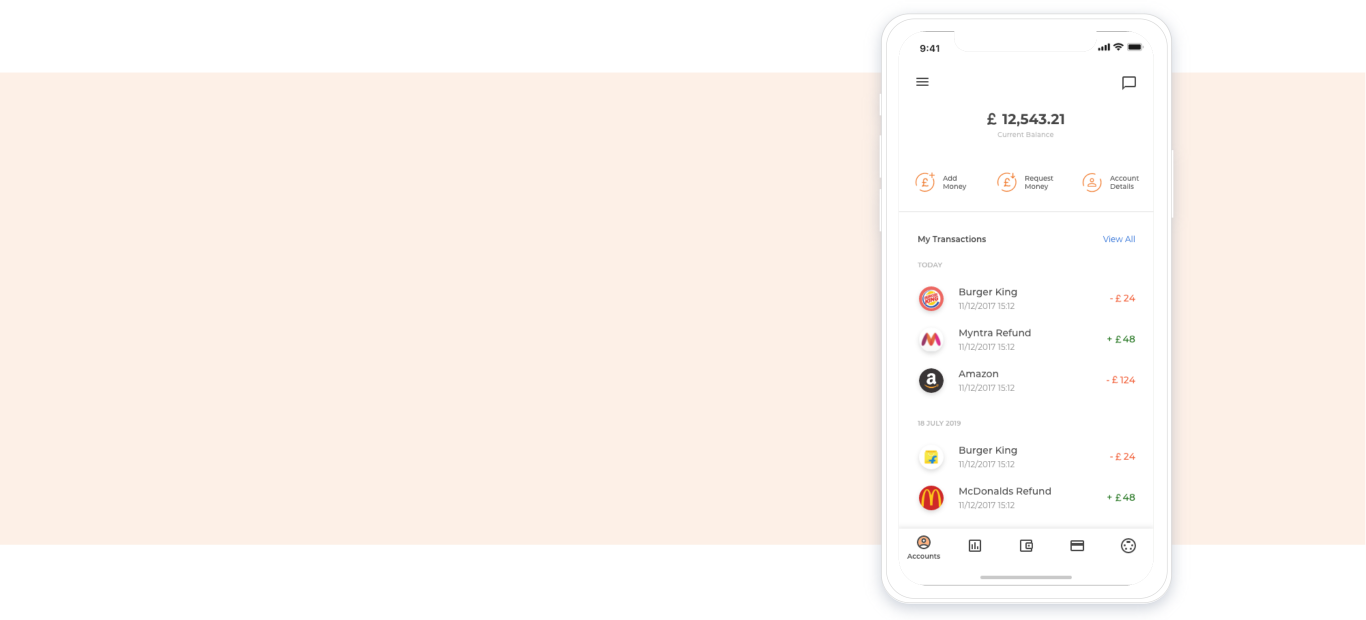 9:41
£ 12,543.21
Current Balance
Add Money
Request Money
Account Details
My Transactions
View All
TODAY
Burger King
- £ 24
11/12/2017 15:12
Myntra Refund
+ £ 48
11/12/2017 15:12
Amazon
- £ 124
11/12/2017 15:12
18 JULY 2019
Burger King
- £ 24
11/12/2017 15:12
McDonalds Refund
+ £ 48
11/12/2017 15:12
Accounts